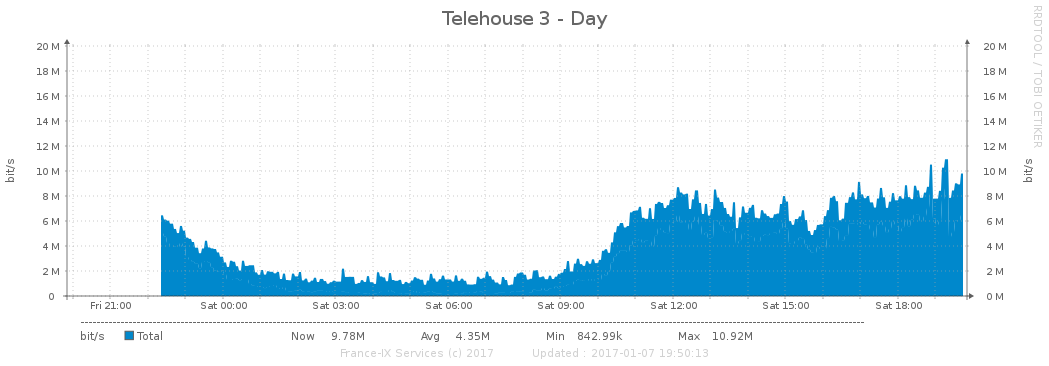 Telehouse 3 - Day
RRDTOOL / TOBI OETIKER
bit/s
20 M 20 M
18 M 18 M
16 M 16 M
14 M 14 M
12 M 12 M
10 M 10 M
8 M 8 M
6 M 6 M
4 M 4 M
2 M 2 M
0 0 M
bit/s
Fri 21:00 Sat 00:00 Sat 03:00 Sat 06:00 Sat 09:00 Sat 12:00 Sat 15:00 Sat 18:00
bit/s Total Now 9.78M Avg 4.35M Min 842.99k Max 10.92M
France-IX Services (c) 2017 Updated : 2017-01-07 19:50:13